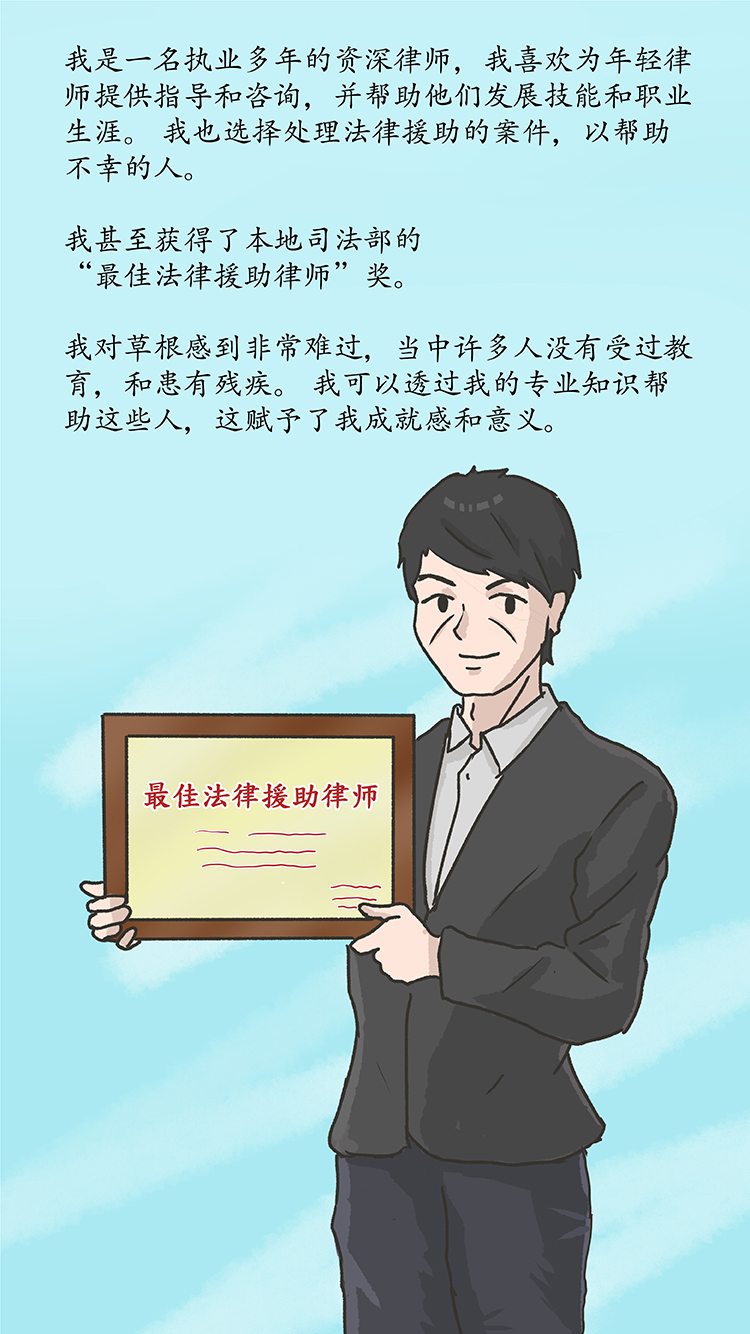 我是一名执业多年的资深律师，我喜欢为年轻律
师提供指导和咨询，并帮助他们发展技能和职业
生涯。 我也选择处理法律援助的案件，以帮助
不幸的人。
我甚至获得了本地司法部的
“最佳法律援助律师”奖。
我对草根感到非常难过，当中许多人没有受过教
育，和患有残疾。 我可以透过我的专业知识帮
助这些人，这赋予了我成就感和意义。
最佳法律援助律师